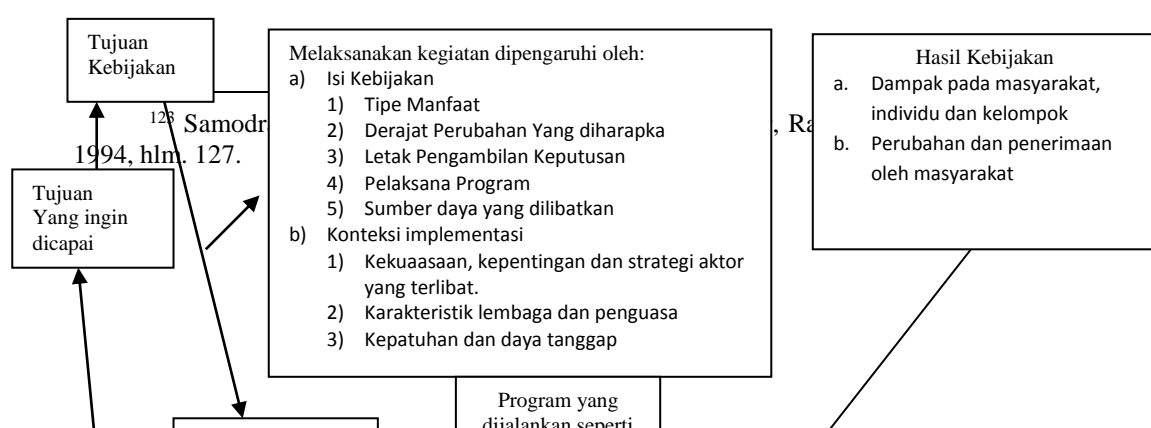 Tujuan
Kebijakan
Melaksanakan kegiatan dipengaruhi oleh:
a) Isi Kebijakan
1) Tipe Manfaat
2) Derajat Perubahan Yang diharapka
3) Letak Pengambilan Keputusan
4) Pelaksana Program
5) Sumber daya yang dilibatkan
b) Konteksi implementasi
1) Kekuaasaan, kepentingan dan strategi aktor
yang terlibat.
2) Karakteristik lembaga dan penguasa
3) Kepatuhan dan daya tanggap
Hasil Kebijakan
a. Dampak pada masyarakat,
individu dan kelompok
b. Perubahan dan penerimaan
oleh masyarakat
123
1994, hlm. 127.
Tujuan
Yang ingin
dicapai
Program yang
dijalankan seperti